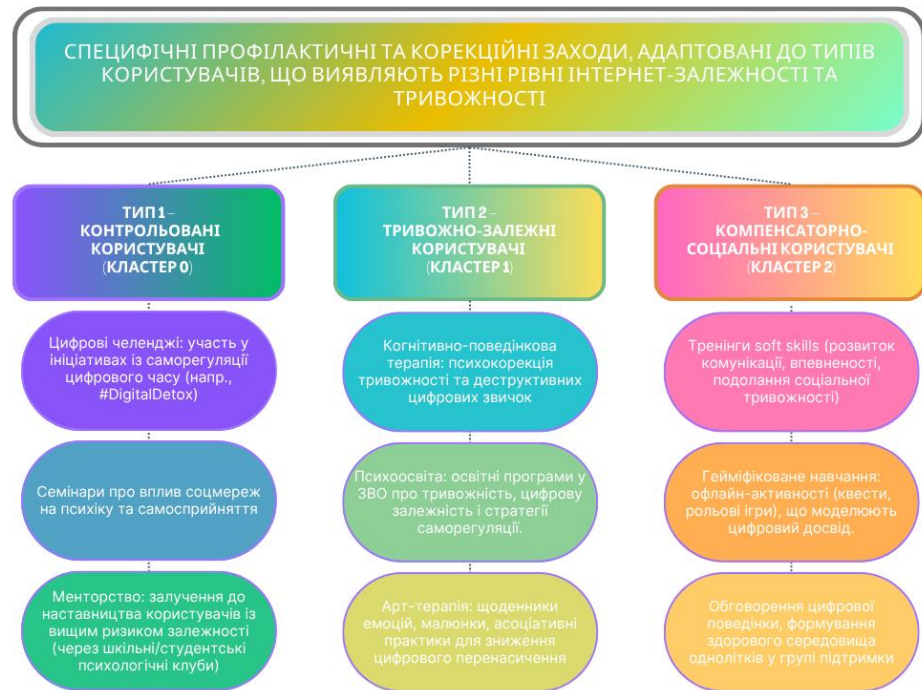 СПЕЦИФІЧНІ ПРОФІЛАКТИЧНІ ТА КОРЕКЦІЙНІ ЗАХОДИ, АДАПТОВАНІ ДО ТИПІВ
КОРИСТУВАЧІВ, ЩО ВИЯВЛЯЮТЬ РІЗНІ РІВНІ ІНТЕРНЕТ-ЗАЛЕЖНОСТІ ТА
ТРИВОЖНОСТІ
ТИП 1 –
КОНТРОЛЬОВАНІ
КОРИСТУВАЧІ
(КЛАСТЕР 0)
Цифрові челенджі: участь у
ініціативах із саморегуляції
цифрового часу (напр.,
#DigitalDetox)
Семінари про вплив соцмереж
на психіку та самосприйняття
Менторство: залучення до
наставництва користувачів із
вищим ризиком залежності
(через шкільні/студентські
психологічні клуби)
ТИП 2 –
ТРИВОЖНО-ЗАЛЕЖНІ
КОРИСТУВАЧІ
(КЛАСТЕР 1)
Когнітивно-поведінкова
терапія: психокорекція
тривожності та деструктивних
цифрових звичок
Психоосвіта: освітні програми у
ЗВО про тривожність, цифрову
залежність і стратегії
саморегуляції.
Арт-терапія: щоденники
емоцій, малюнки, асоціативні
практики для зниження
цифрового перенасичення
ТИП 3 –
КОМПЕНСАТОРНО-
СОЦІАЛЬНІ КОРИСТУВАЧІ
(КЛАСТЕР 2)
Тренінги soft skills (розвиток
комунікації, впевненості,
подолання соціальної
тривожності)
Гейміфіковане навчання:
офлайн-активності (квести,
рольові ігри), що моделюють
цифровий досвід.
Обговорення цифрової
поведінки, формування
здорового середовища
однолітків у групі підтримки